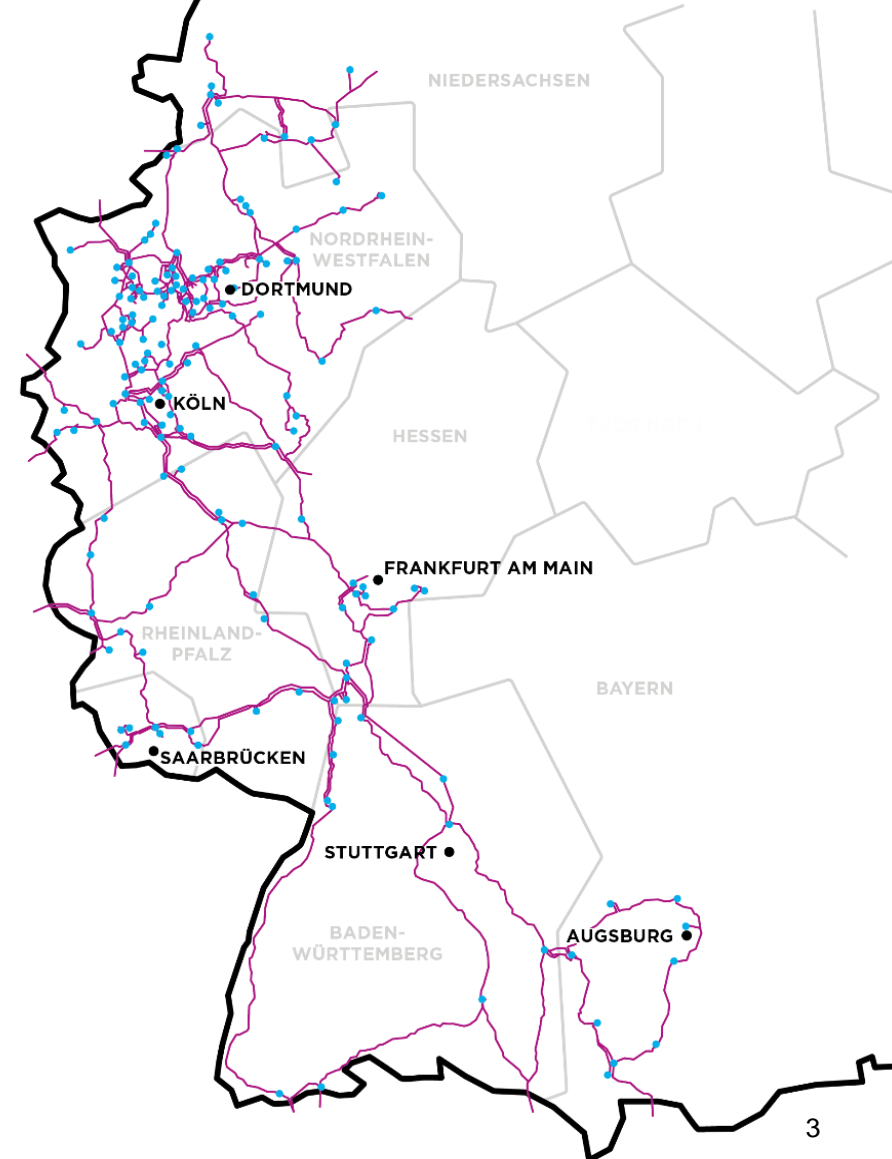 NIEDERSACHSEN
NORDRHEIN-
WESTFALEN
DORTMUND
KÖLN
HESSEN
FRANKFURT AM MAIN
RHEINLAND-
PFALZ
BAYERN
SAARBRÜCKEN
STUTTGART
BADEN-
WÜRTTEMBERG
AUGSBURG
3